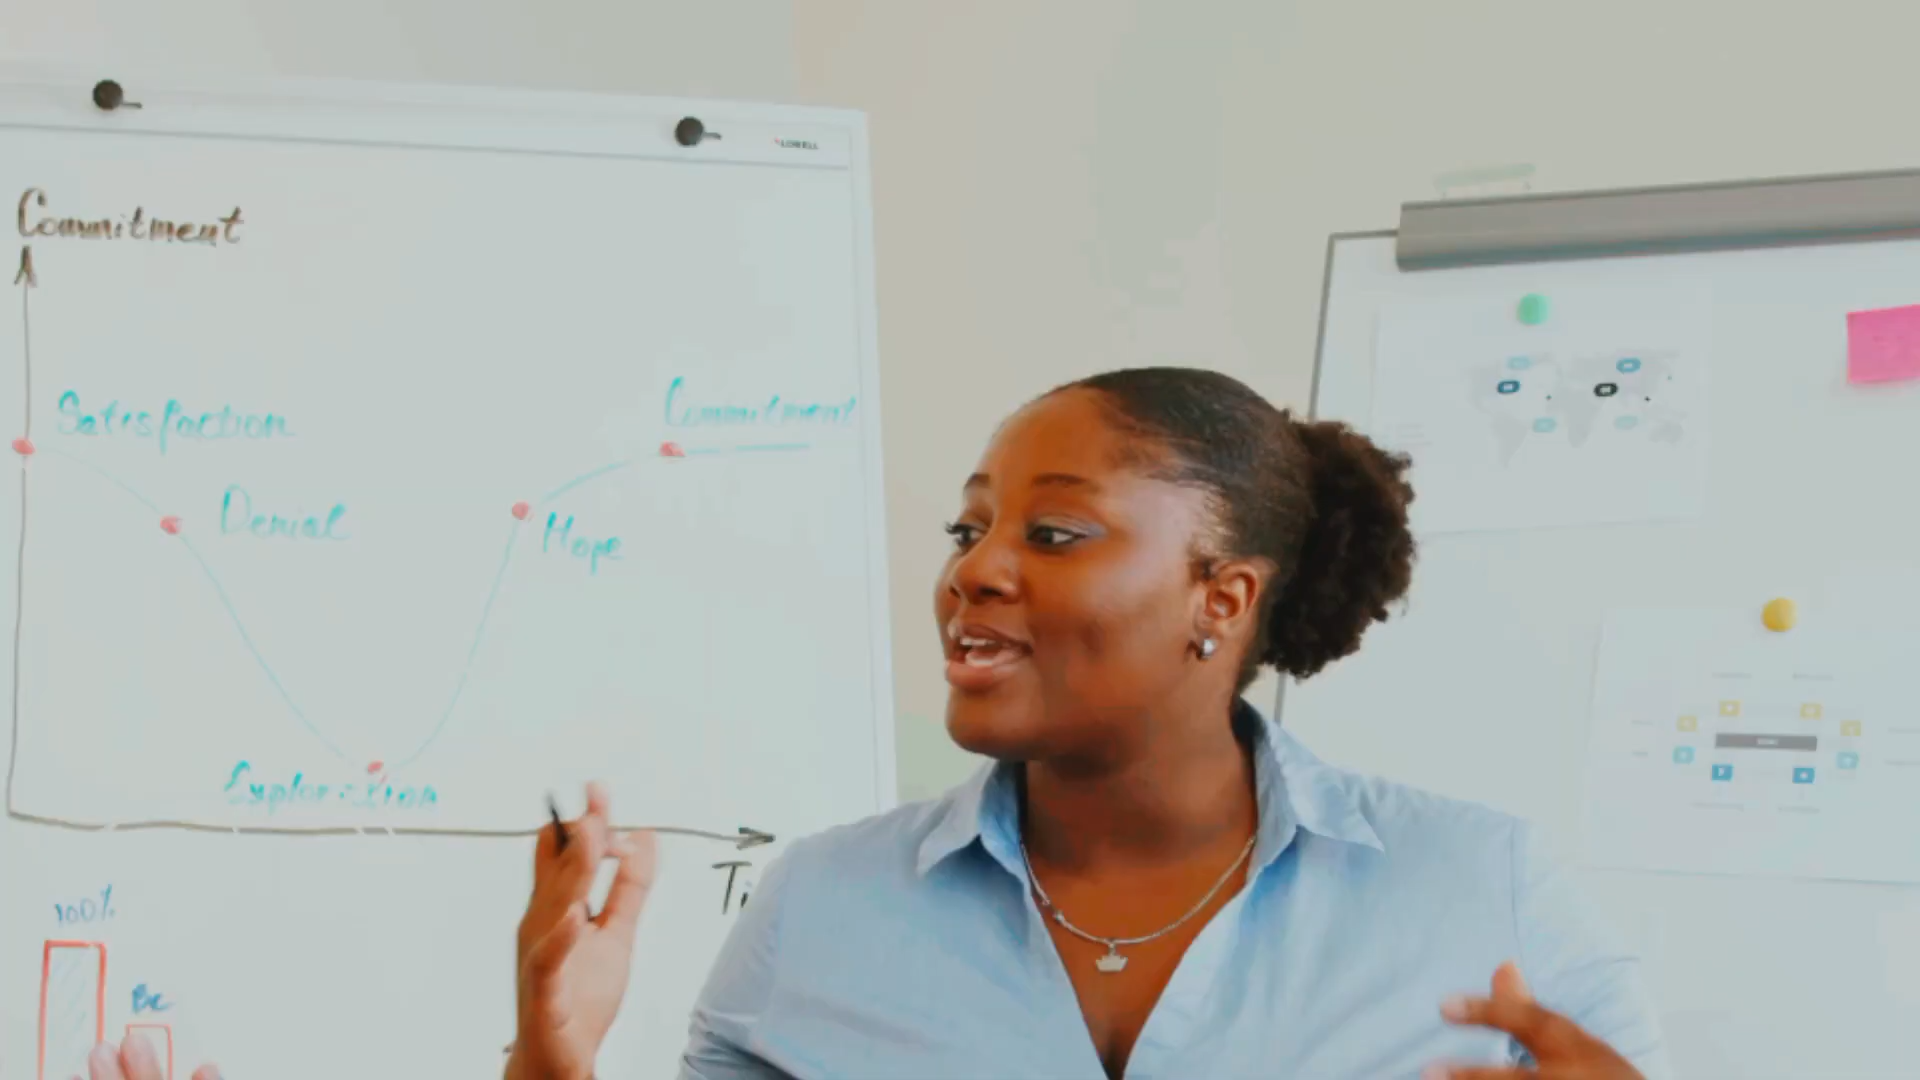 Commitment
Satisfaction
Commitment
Denial
Hope
Exploration
100%